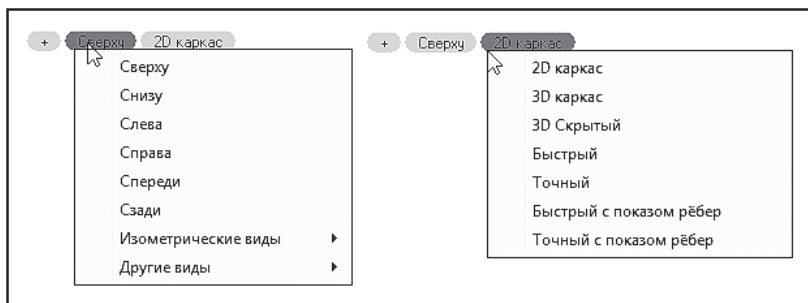 + Сверху 2D каркас
Сверху
Снизу
Слева
Справа
Спереди
Сзади
Изометрические виды
Другие виды
+ Сверху 2D каркас
2D каркас
3D каркас
3D Скрытый
Быстрый
Точный
Быстрый с показом рёбер
Точный с показом рёбер